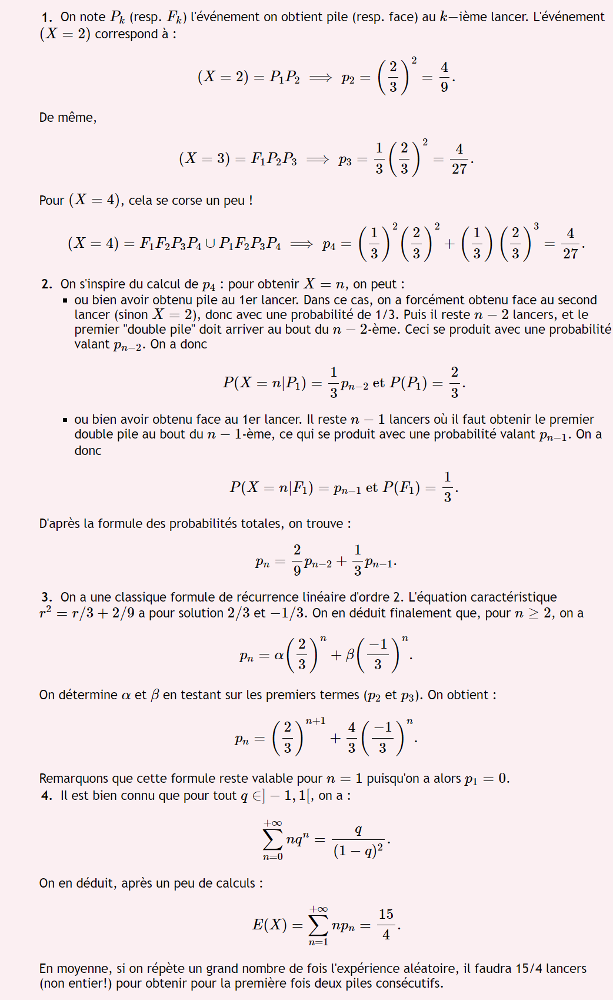 1. On note $P_k$ (resp. $F_k$) l'événement on obtient pile (resp. face) au $k-$ième lancer. L'événement
$(X = 2)$ correspond à :
$$(X = 2) = P_1P_2 \implies p_2 = \left(\frac{2}{3}\right)^2 = \frac{4}{9}.$$
De même,
$$(X = 3) = F_1P_2P_3 \implies p_3 = \frac{1}{3}\left(\frac{2}{3}\right)^2 = \frac{4}{27}.$$
Pour $(X = 4)$, cela se corse un peu !
$$(X = 4) = F_1F_2P_3P_4 \cup P_1F_2P_3P_4 \implies p_4 = \left(\frac{1}{3}\right)^2\left(\frac{2}{3}\right)^2 + \left(\frac{1}{3}\right)\left(\frac{2}{3}\right)^3 = \frac{4}{27}.$$
2. On s'inspire du calcul de $p_4$ : pour obtenir $X = n$, on peut :
▪ ou bien avoir obtenu pile au 1er lancer. Dans ce cas, on a forcément obtenu face au second
lancer (sinon $X = 2$), donc avec une probabilité de 1/3. Puis il reste $n - 2$ lancers, et le
premier "double pile" doit arriver au bout du $n - 2$-ème. Ceci se produit avec une probabilité
valant $p_{n-2}$. On a donc
$$P(X = n|P_1) = \frac{1}{3}p_{n-2} \text{ et } P(P_1) = \frac{2}{3}.$$
▪ ou bien avoir obtenu face au 1er lancer. Il reste $n - 1$ lancers où il faut obtenir le premier
double pile au bout du $n - 1$-ème, ce qui se produit avec une probabilité valant $p_{n-1}$. On a
donc
$$P(X = n|F_1) = p_{n-1} \text{ et } P(F_1) = \frac{1}{3}.$$
D'après la formule des probabilités totales, on trouve :
$$p_n = \frac{2}{9}p_{n-2} + \frac{1}{3}p_{n-1}.$$
3. On a une classique formule de récurrence linéaire d'ordre 2. L'équation caractéristique
$r^2 = r/3 + 2/9$ a pour solution $2/3$ et $-1/3$. On en déduit finalement que, pour $n \geq 2$, on a
$$p_n = \alpha\left(\frac{2}{3}\right)^n + \beta\left(\frac{-1}{3}\right)^n.$$
On détermine $\alpha$ et $\beta$ en testant sur les premiers termes ($p_2$ et $p_3$). On obtient :
$$p_n = \left(\frac{2}{3}\right)^{n+1} + \frac{4}{3}\left(\frac{-1}{3}\right)^n.$$
Remarquons que cette formule reste valable pour $n = 1$ puisqu'on a alors $p_1 = 0$.
4. Il est bien connu que pour tout $q \in ]-1, 1[$, on a :
$$\sum_{n=0}^{+\infty} nq^n = \frac{q}{(1-q)^2}.$$
On en déduit, après un peu de calculs :
$$E(X) = \sum_{n=1}^{+\infty} np_n = \frac{15}{4}.$$
En moyenne, si on répète un grand nombre de fois l'expérience aléatoire, il faudra 15/4 lancers
(non entier!) pour obtenir pour la première fois deux piles consécutifs.